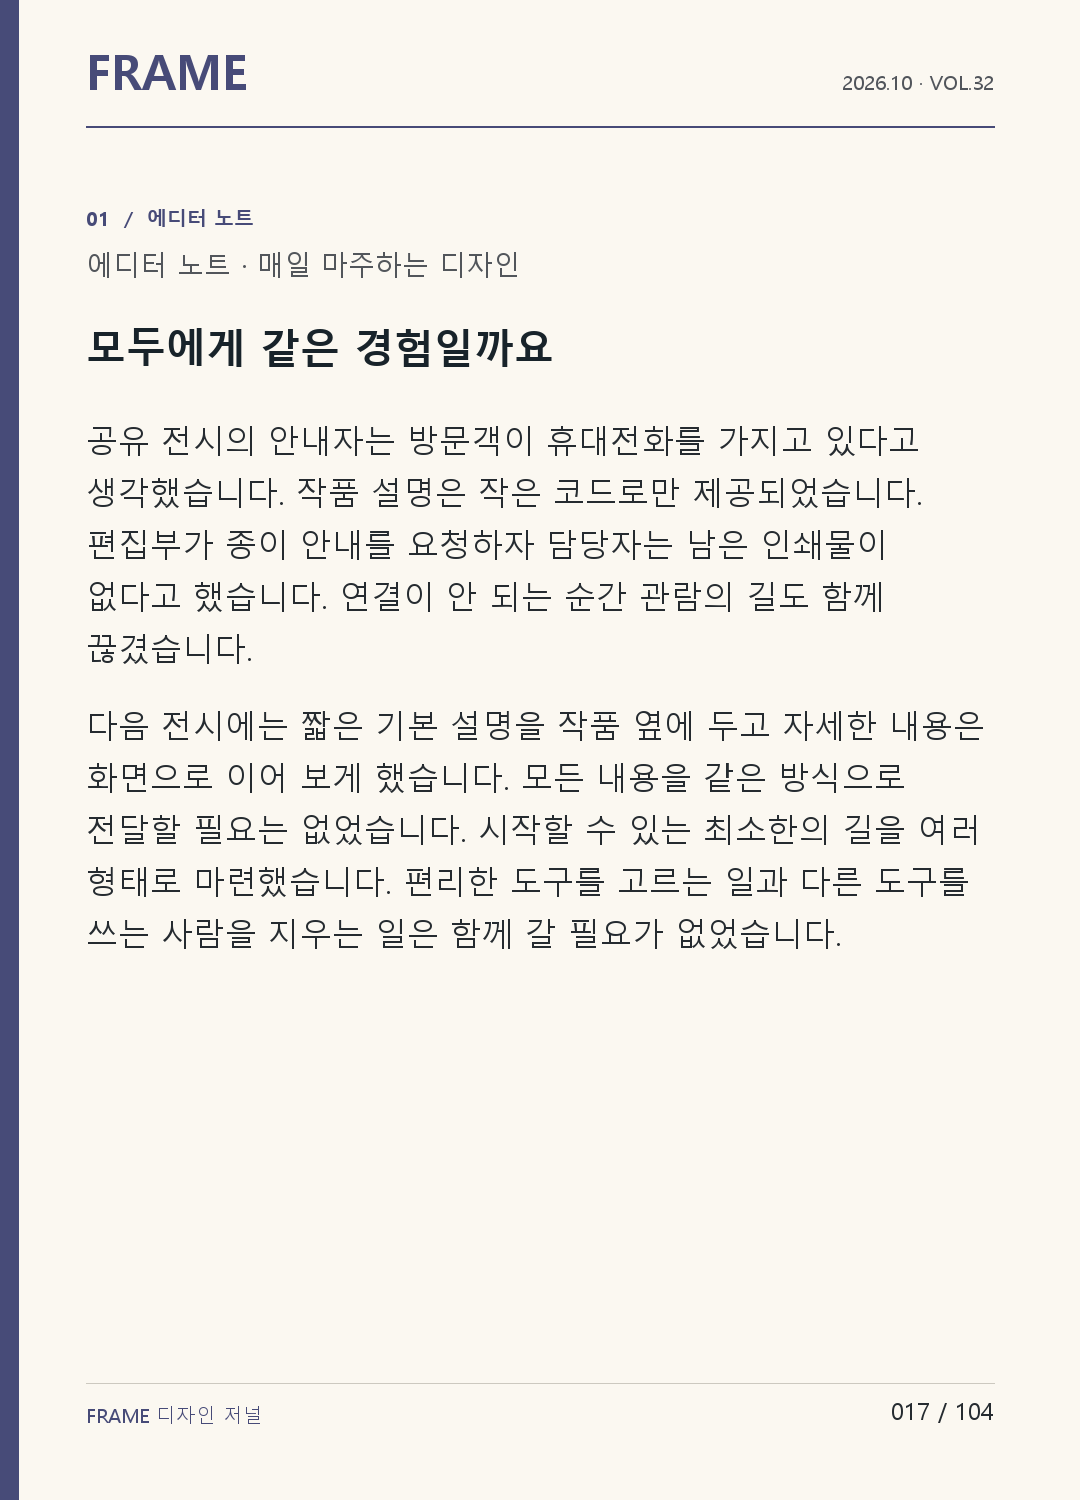 FRAME
2026.10 · VOL.32
01 / 에디터 노트
에디터 노트 · 매일 마주하는 디자인
모두에게 같은 경험일까요
공유 전시의 안내자는 방문객이 휴대전화를 가지고 있다고
생각했습니다. 작품 설명은 작은 코드로만 제공되었습니다.
편집부가 종이 안내를 요청하자 담당자는 남은 인쇄물이
없다고 했습니다. 연결이 안 되는 순간 관람의 길도 함께
끊겼습니다.
다음 전시에는 짧은 기본 설명을 작품 옆에 두고 자세한 내용은
화면으로 이어 보게 했습니다. 모든 내용을 같은 방식으로
전달할 필요는 없었습니다. 시작할 수 있는 최소한의 길을 여러
형태로 마련했습니다. 편리한 도구를 고르는 일과 다른 도구를
쓰는 사람을 지우는 일은 함께 갈 필요가 없었습니다.
FRAME 디자인 저널
017 / 104